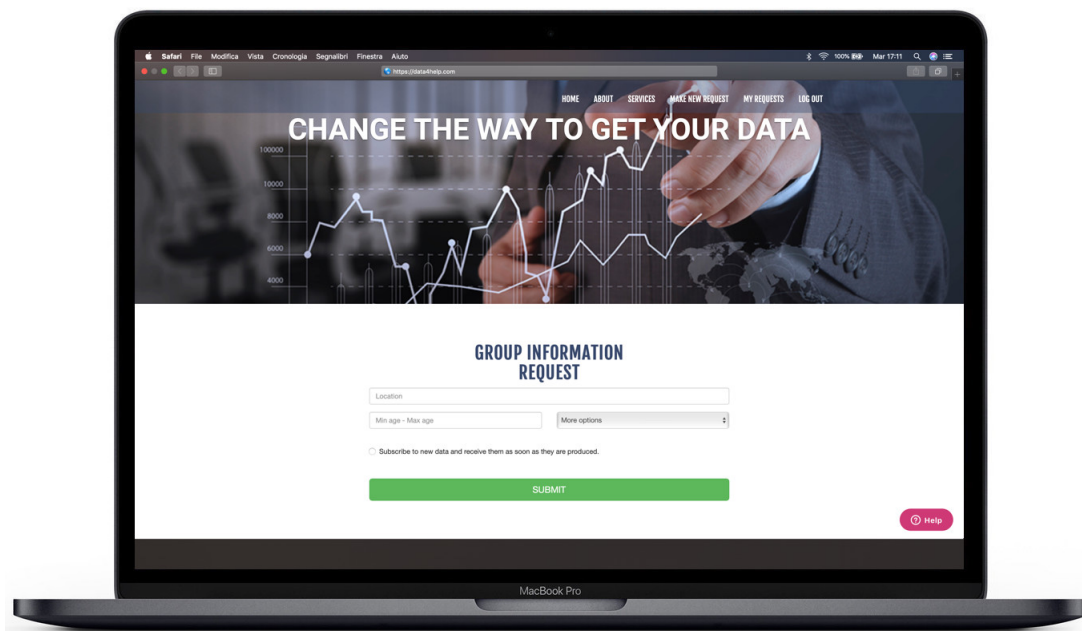 Safari File Modifica Vista Cronologia Segnalibri Finestra Aiuto 100% Mar 17:11
https://data4help.com
HOME ABOUT SERVICES MAKE NEW REQUEST MY REQUESTS LOG OUT
CHANGE THE WAY TO GET YOUR DATA
100000
10000
8000
6000
4000
GROUP INFORMATION
REQUEST
Location
Min age - Max age More options
Subscribe to new data and receive them as soon as they are produced.
SUBMIT
? Help
MacBook Pro